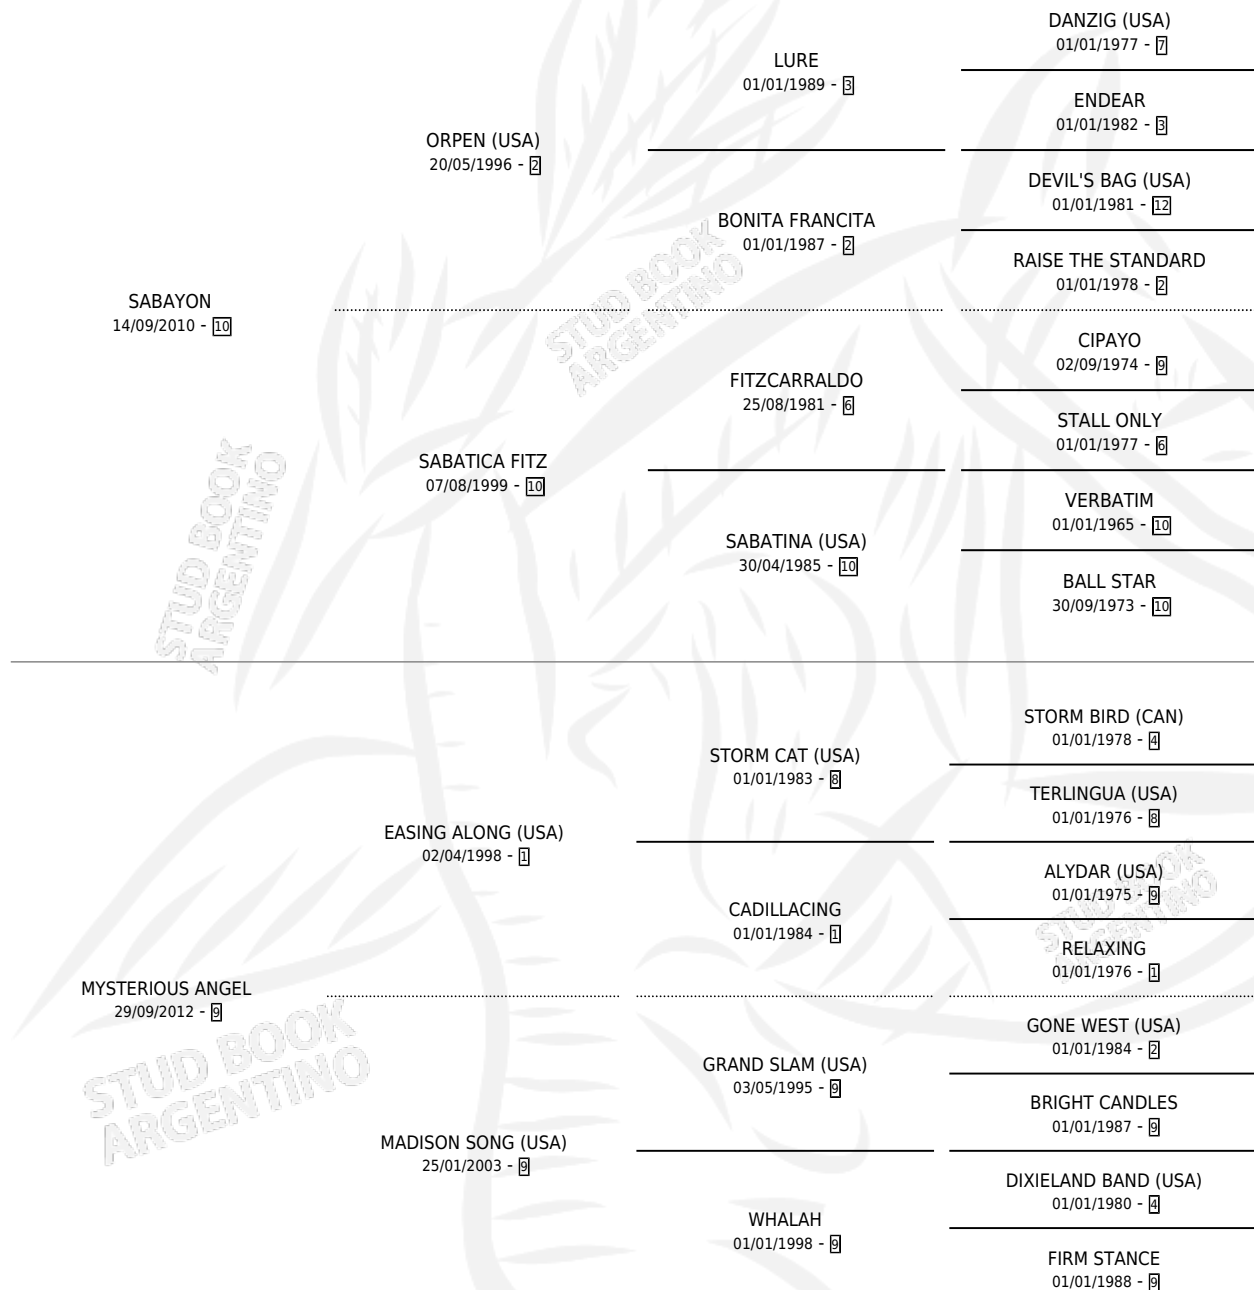 DANZIG (USA)
01/01/1977 - 7
LURE
01/01/1989 - 3
ENDEAR
01/01/1982 - 3
ORPEN (USA)
20/05/1996 - 2
DEVIL'S BAG (USA)
01/01/1981 - 12
BONITA FRANCITA
01/01/1987 - 2
RAISE THE STANDARD
01/01/1978 - 2
SABAYON
14/09/2010 - 10
STUD BOOK
ARGENTINO
CIPAYO
02/09/1974 - 9
FITZCARRALDO
25/08/1981 - 6
STALL ONLY
01/01/1977 - 6
SABATICA FITZ
07/08/1999 - 10
VERBATIM
01/01/1965 - 10
SABATINA (USA)
30/04/1985 - 10
BALL STAR
30/09/1973 - 10
STUD BOOK
ARGENTINO
STORM BIRD (CAN)
01/01/1978 - 4
STORM CAT (USA)
01/01/1983 - 8
TERLINGUA (USA)
01/01/1976 - 8
EASING ALONG (USA)
02/04/1998 - 1
ALYDAR (USA)
01/01/1975 - 9
CADILLACING
01/01/1984 - 1
RELAXING
01/01/1976 - 1
STUD BOOK
ARGENTINO
MYSTERIOUS ANGEL
29/09/2012 - 9
GONE WEST (USA)
01/01/1984 - 2
GRAND SLAM (USA)
03/05/1995 - 9
BRIGHT CANDLES
01/01/1987 - 9
MADISON SONG (USA)
25/01/2003 - 9
DIXIELAND BAND (USA)
01/01/1980 - 4
WHALAH
01/01/1998 - 9
FIRM STANCE
01/01/1988 - 9
STUD BOOK
ARGENTINO